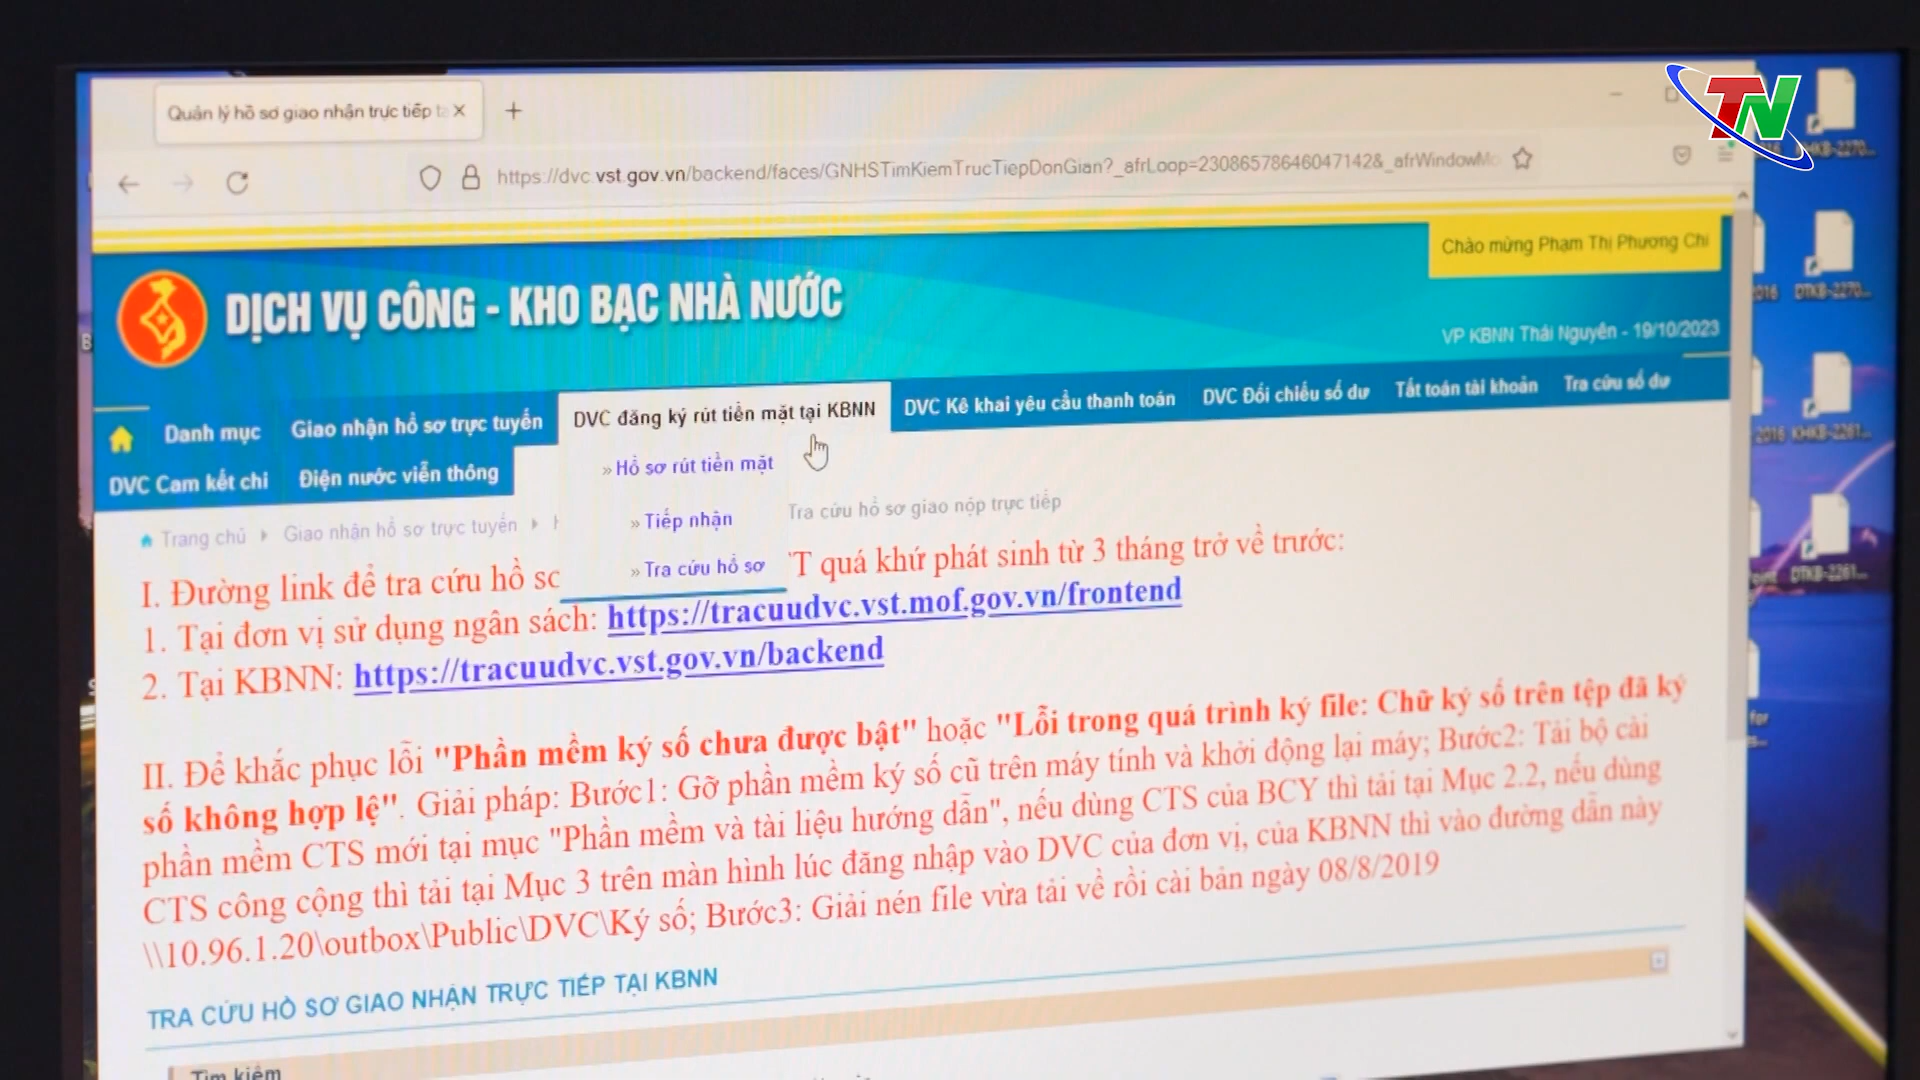 TN
Quản lý hồ sơ giao nhận trực tiếp
https://dvc.vst.gov.vn/backend/faces/GNHSTimKiemTrucTiepDonGian?_afrLoop=23086578646047142&_afrWindowMo
Chào mừng Phạm Thị Phương Chi
DỊCH VỤ CÔNG - KHO BẠC NHÀ NƯỚC
VP KBNN Thái Nguyên - 19/10/2023
Danh mục Giao nhận hồ sơ trực tuyến DVC đăng ký rút tiền mặt tại KBNN DVC Kê khai yêu cầu thanh toán DVC Đối chiếu số dư Tất toán tài khoản Tra cứu số dư
DVC Cam kết chi Điện nước viễn thông
» Hồ sơ rút tiền mặt
» Tiếp nhận
» Tra cứu hồ sơ
Trang chủ Giao nhận hồ sơ trực tuyến Tra cứu hồ sơ giao nộp trực tiếp
I. Đường link để tra cứu hồ sơ T quá khứ phát sinh từ 3 tháng trở về trước:
1. Tại đơn vị sử dụng ngân sách: https://tracuudvc.vst.mof.gov.vn/frontend
2. Tại KBNN: https://tracuudvc.vst.gov.vn/backend
II. Để khắc phục lỗi "Phần mềm ký số chưa được bật" hoặc "Lỗi trong quá trình ký file: Chữ ký số trên tệp đã ký
số không hợp lệ". Giải pháp: Bước1: Gỡ phần mềm ký số cũ trên máy tính và khởi động lại máy; Bước2: Tải bộ cài
phần mềm CTS mới tại mục "Phần mềm và tài liệu hướng dẫn", nếu dùng CTS của BCY thì tải tại Mục 2.2, nếu dùng
CTS công cộng thì tải tại Mục 3 trên màn hình lúc đăng nhập vào DVC của đơn vị, của KBNN thì vào đường dẫn này
\\10.96.1.20\outbox\Public\DVC\Ký số; Bước3: Giải nén file vừa tải về rồi cài bản ngày 08/8/2019
TRA CỨU HỒ SƠ GIAO NHẬN TRỰC TIẾP TẠI KBNN
Tìm kiếm
KHKB-2270...
2016 DTKB-2270...
2016 KHKB-2261...
DTKB-2261...
for